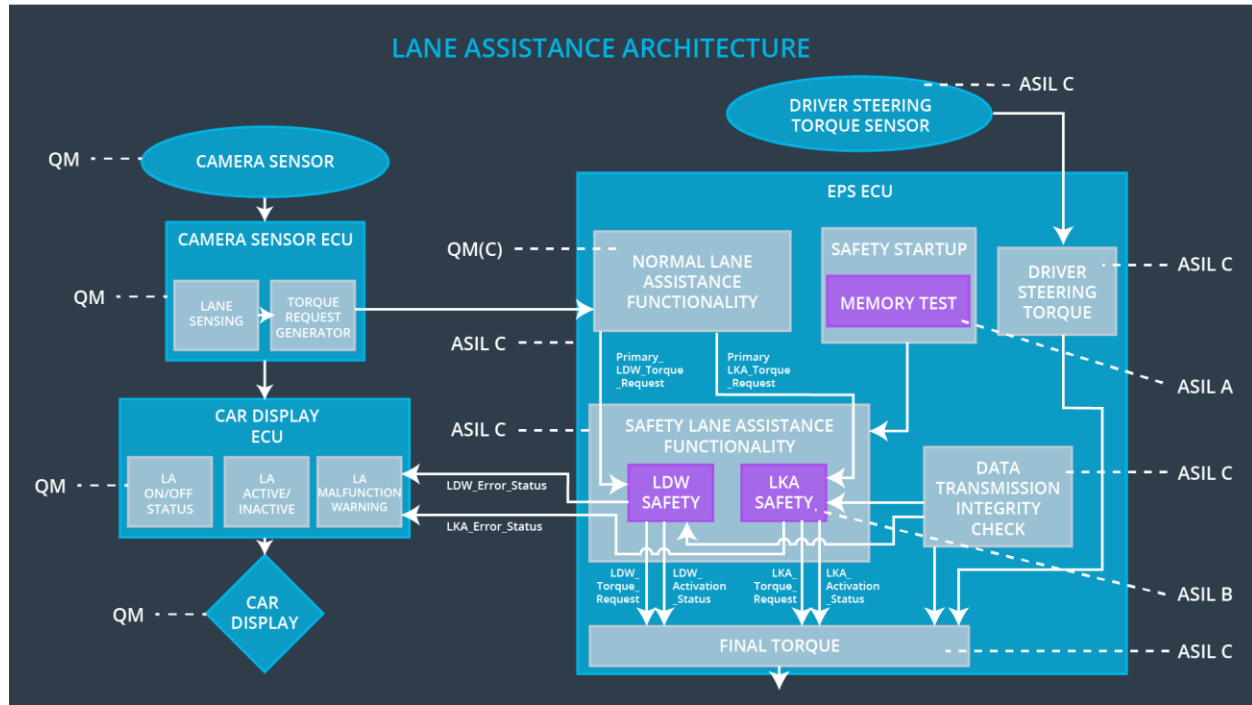 LANE ASSISTANCE ARCHITECTURE
ASIL C
DRIVER STEERING
TORQUE SENSOR
QM
CAMERA SENSOR
EPS ECU
CAMERA SENSOR ECU
QM
LANE
SENSING
TORQUE
REQUEST
GENERATOR
QM(C)
NORMAL LANE
ASSISTANCE
FUNCTIONALITY
SAFETY STARTUP
MEMORY TEST
DRIVER
STEERING
TORQUE
ASIL C
ASIL C
ASIL A
Primary_
LDW_Torque
_Request
Primary
LKA_Torque
_Request
CAR DISPLAY
ECU
QM
LA
ON/OFF
STATUS
LA
ACTIVE/
INACTIVE
LA
MALFUNCTION
WARNING
ASIL C
SAFETY LANE ASSISTANCE
FUNCTIONALITY
LDW
SAFETY
LKA
SAFETY
DATA
TRANSMISSION
INTEGRITY
CHECK
ASIL C
LDW_Error_Status
LKA_Error_Status
LDW_
Torque_
Request
LDW_
Activation
_Status
LKA_
Torque_
Request
LKA_
Activation
_Status
ASIL B
QM
CAR
DISPLAY
FINAL TORQUE
ASIL C